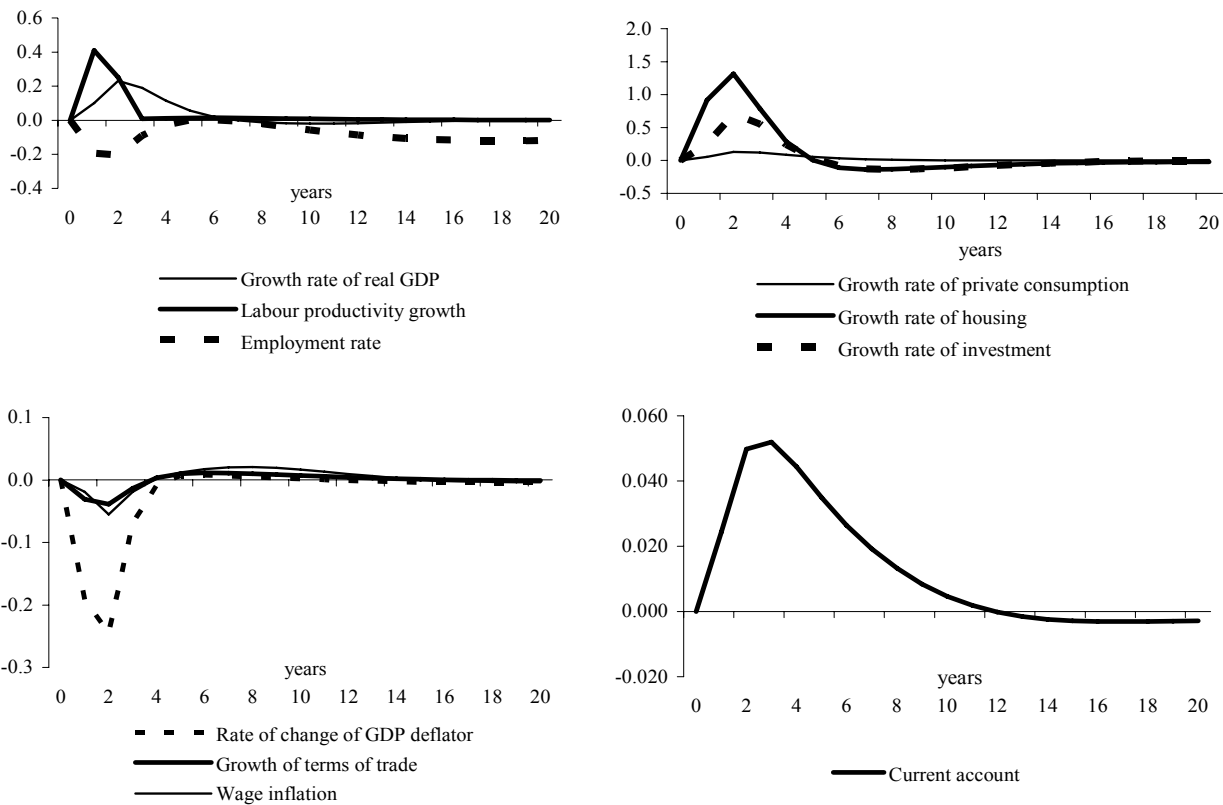 0.6
0.4
0.2
0.0
-0.2
-0.4
years
0 2 4 6 8 10 12 14 16 18 20
Growth rate of real GDP
Labour productivity growth
Employment rate
2.0
1.5
1.0
0.5
0.0
-0.5
0 2 4 6 8 10 12 14 16 18 20
years
Growth rate of private consumption
Growth rate of housing
Growth rate of investment
0.1
0.0
-0.1
-0.2
-0.3
years
0 2 4 6 8 10 12 14 16 18 20
Rate of change of GDP deflator
Growth of terms of trade
Wage inflation
0.060
0.040
0.020
0.000
-0.020
years
0 2 4 6 8 10 12 14 16 18 20
Current account